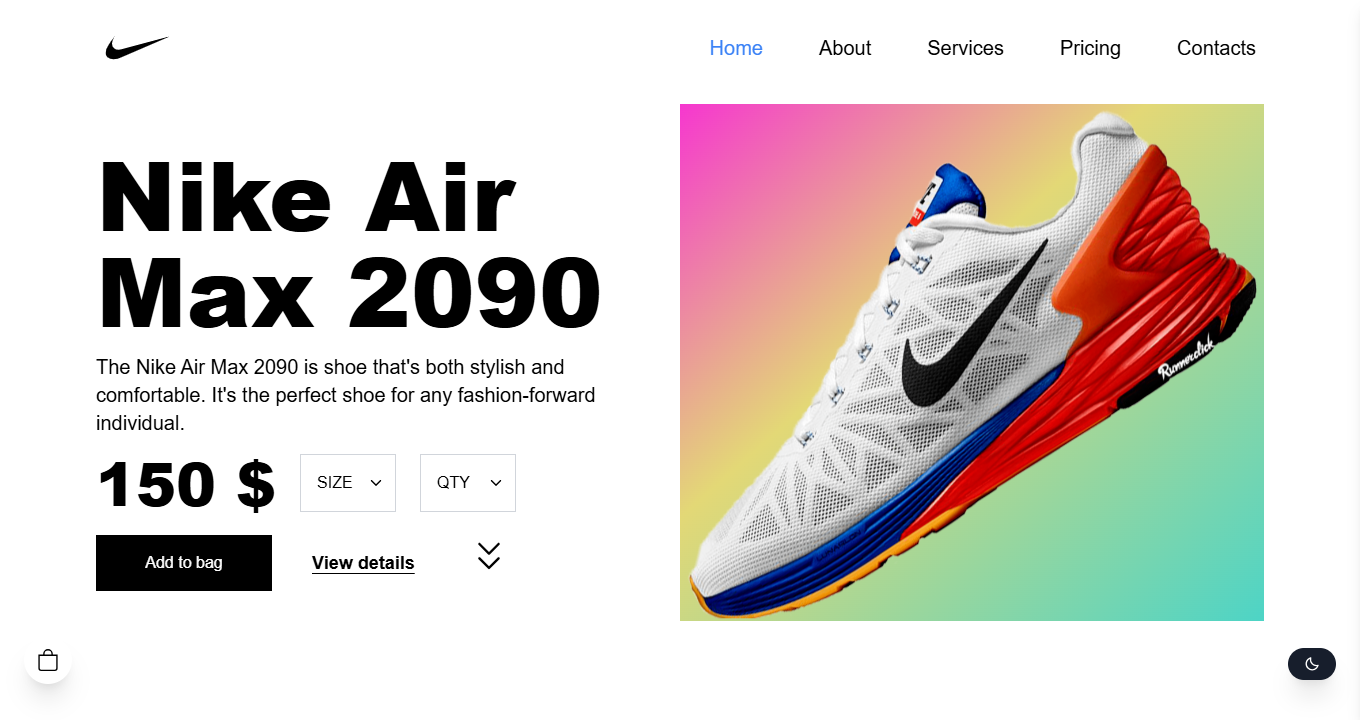 Home About Services Pricing Contacts
Nike Air
Max 2090
The Nike Air Max 2090 is shoe that's both stylish and
comfortable. It's the perfect shoe for any fashion-forward
individual.
150 $ SIZE QTY
Add to bag View details
Runnerclick